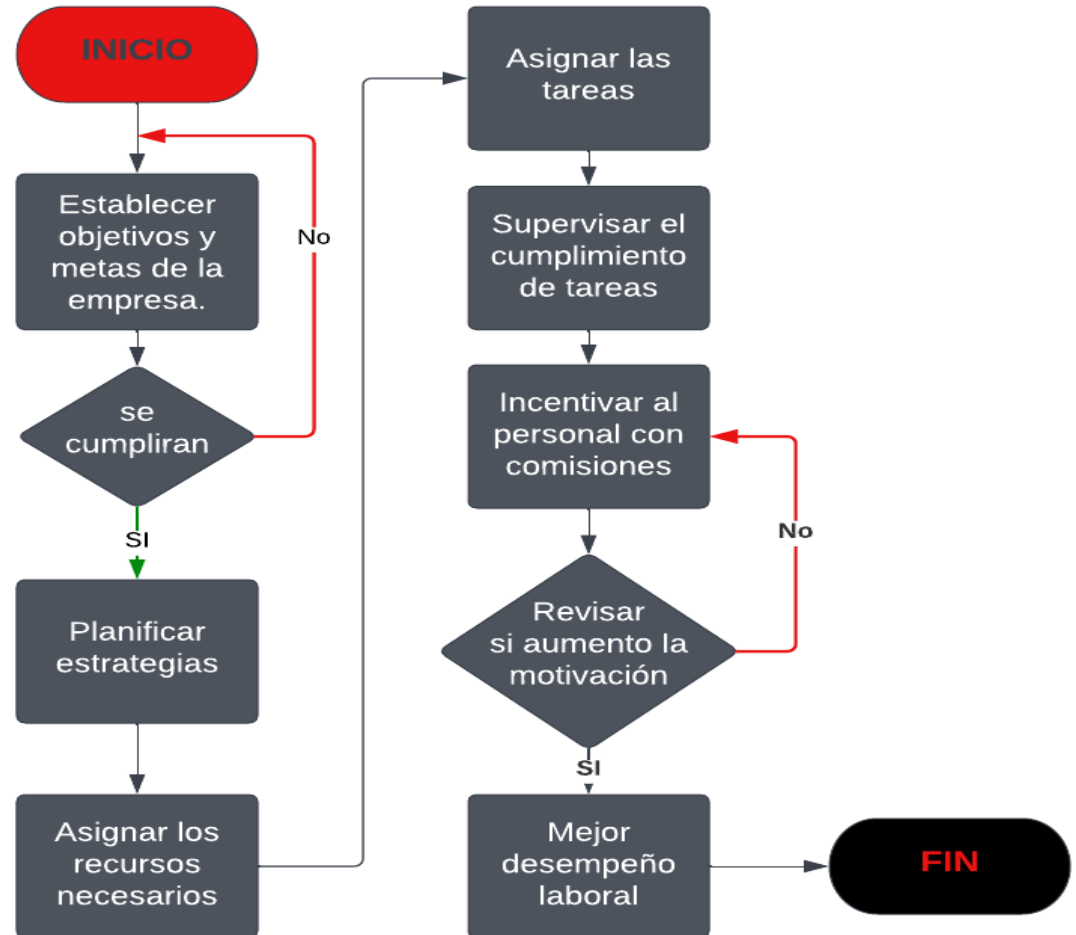 INICIO
Establecer
objetivos y
metas de la
empresa.
No
se
cumpliran
SI
Planificar
estrategias
Asignar los
recursos
necesarios
Asignar las
tareas
Supervisar el
cumplimiento
de tareas
Incentivar al
personal con
comisiones
No
Revisar
si aumento la
motivación
SI
Mejor
desempeño
laboral
FIN